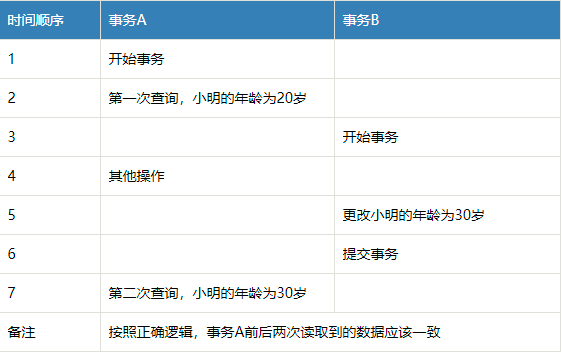 时间顺序 事务A 事务B
1 开始事务
2 第一次查询，小明的年龄为20岁
3 开始事务
4 其他操作
5 更改小明的年龄为30岁
6 提交事务
7 第二次查询，小明的年龄为30岁
备注 按照正确逻辑，事务A前后两次读取到的数据应该一致